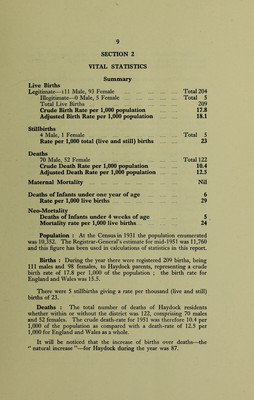 9
SECTION 2
VITAL STATISTICS
Summary
Live Births
Legitimate—111 Male, 93 Female Total 204
Illegitimate—0 Male, 5 Female Total 5
Total Live Births 209
Crude Birth Rate per 1,000 population 17.8
Adjusted Birth Rate per 1,000 population 18.1
Stillbirths
4 Male, 1 Female Total 5
Rate per 1,000 total (live and still) births 23
Deaths
70 Male, 52 Female Total 122
Crude Death Rate per 1,000 population 10.4
Adjusted Death Rate per 1,000 population 12.5
Maternal Mortality Nil
Deaths of Infants under one year of age 6
Rate per 1,000 live births 29
Neo-Mortality
Deaths of Infants under 4 weeks of age 5
Mortality rate per 1,000 live births 24
Population : At the Census in 1931 the population enumerated
was 10,352. The Registrar-General's estimate for mid-1951 was 11,760
and this figure has been used in calculations of statistics in this report.
Births : During the year there were registered 209 births, being
111 males and 98 females, to Haydock parents, representing a crude
birth rate of 17.8 per 1,000 of the population ; the birth rate for
England and Wales was 15.5.
There were 5 stillbirths giving a rate per thousand (live and still)
births of 23.
Deaths : The total number of deaths of Haydock residents
whether within or without the district was 122, comprising 70 males
and 52 females. The crude death-rate for 1951 was therefore 10.4 per
1,000 of the population as compared with a death-rate of 12.5 per
1,000 for England and Wales as a whole.
It will be noticed that the increase of births over deaths—the
" natural increase "—for Haydock during the year was 87.